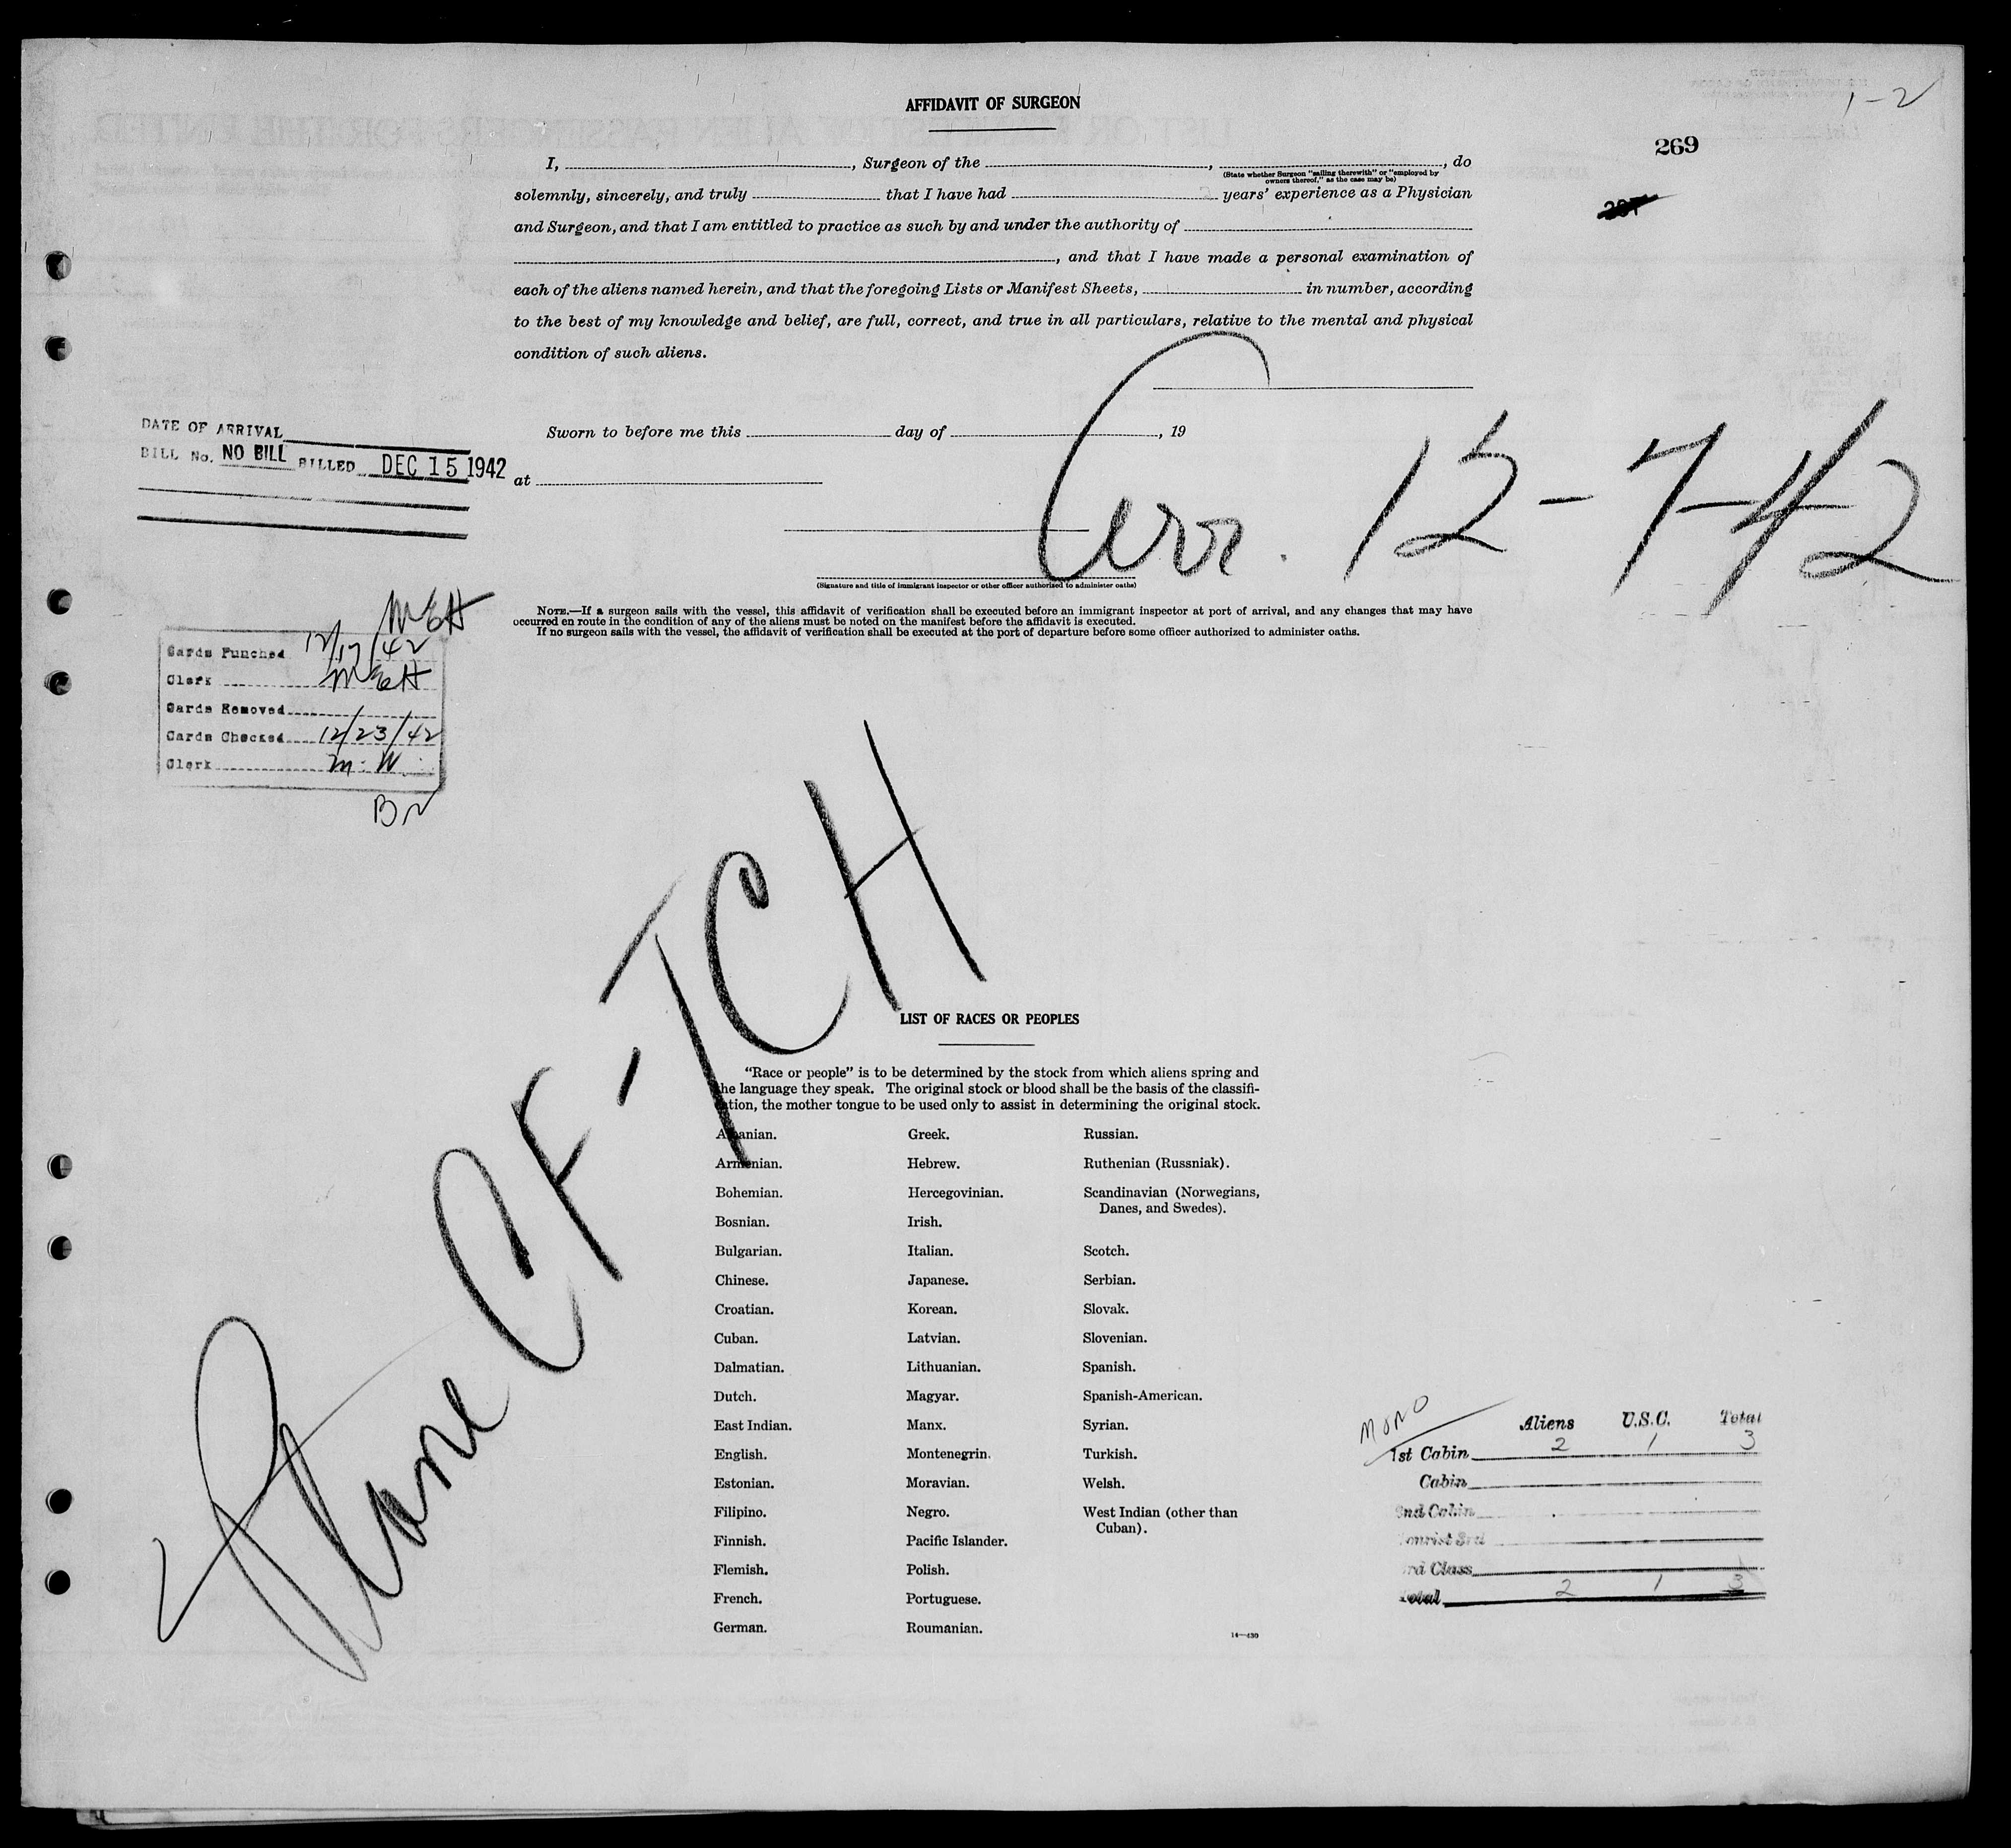 1-2
AFFIDAVIT OF SURGEON
269
I, , Surgeon of the , , do
(State whether Surgeon "sailing therewith" or "employed by
owners thereof," as the case may be)
solemnly, sincerely, and truly that I have had years' experience as a Physician
and Surgeon, and that I am entitled to practice as such by and under the authority of
, and that I have made a personal examination of
each of the aliens named herein, and that the foregoing Lists or Manifest Sheets, in number, according
to the best of my knowledge and belief, are full, correct, and true in all particulars, relative to the mental and physical
condition of such aliens.
DATE OF ARRIVAL
BILL No. NO BILL BILLED DEC 15 1942
Sworn to before me this day of , 19
at
Arr. 12-7-42
(Signature and title of immigrant inspector or other officer authorized to administer oaths)
NOTE.—If a surgeon sails with the vessel, this affidavit of verification shall be executed before an immigrant inspector at port of arrival, and any changes that may have
occurred en route in the condition of any of the aliens must be noted on the manifest before the affidavit is executed.
If no surgeon sails with the vessel, the affidavit of verification shall be executed at the port of departure before some officer authorized to administer oaths.
MEH
Cards Punched 12/17/42
Clerk MEH
Cards Removed
Cards Checked 12/23/42
Clerk M. W.
Plane CF-TCH
LIST OF RACES OR PEOPLES
"Race or people" is to be determined by the stock from which aliens spring and
the language they speak. The original stock or blood shall be the basis of the classifi-
cation, the mother tongue to be used only to assist in determining the original stock.
Albanian.
Armenian.
Bohemian.
Bosnian.
Bulgarian.
Chinese.
Croatian.
Cuban.
Dalmatian.
Dutch.
East Indian.
English.
Estonian.
Filipino.
Finnish.
Flemish.
French.
German.
Greek.
Hebrew.
Hercegovinian.
Irish.
Italian.
Japanese.
Korean.
Latvian.
Lithuanian.
Magyar.
Manx.
Montenegrin.
Moravian.
Negro.
Pacific Islander.
Polish.
Portuguese.
Roumanian.
Russian.
Ruthenian (Russniak).
Scandinavian (Norwegians,
Danes, and Swedes).
Scotch.
Serbian.
Slovak.
Slovenian.
Spanish.
Spanish-American.
Syrian.
Turkish.
Welsh.
West Indian (other than
Cuban).
14—430
Aliens U.S.C. Total
1st Cabin 2 1 3
Cabin
2nd Cabin
Tourist 3rd
3rd Class
Total 2 1 3